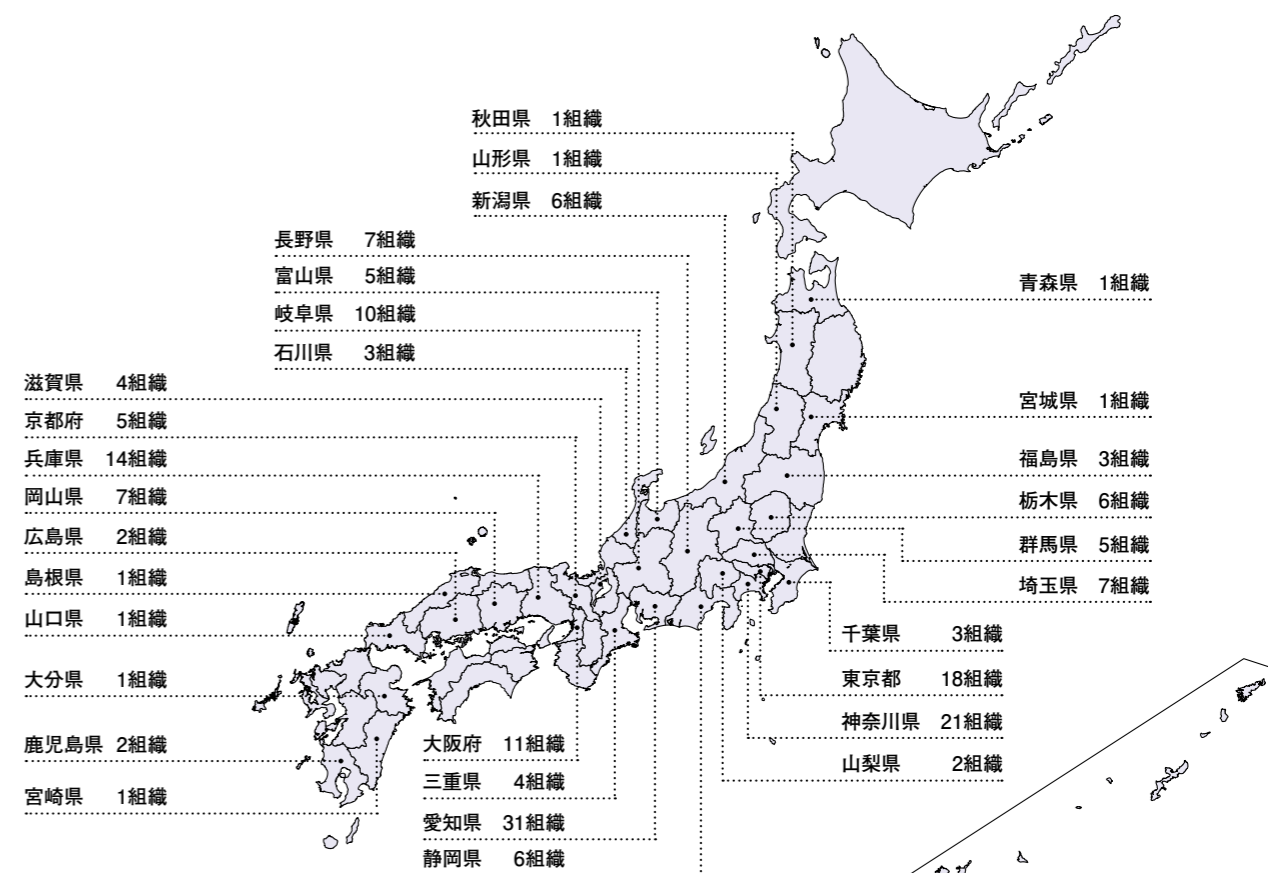 秋田県 1組織
山形県 1組織
新潟県 6組織
長野県 7組織
富山県 5組織
岐阜県 10組織
石川県 3組織
滋賀県 4組織
京都府 5組織
兵庫県 14組織
岡山県 7組織
広島県 2組織
島根県 1組織
山口県 1組織
大分県 1組織
鹿児島県 2組織
宮崎県 1組織
大阪府 11組織
三重県 4組織
愛知県 31組織
静岡県 6組織
青森県 1組織
宮城県 1組織
福島県 3組織
栃木県 6組織
群馬県 5組織
埼玉県 7組織
千葉県 3組織
東京都 18組織
神奈川県 21組織
山梨県 2組織